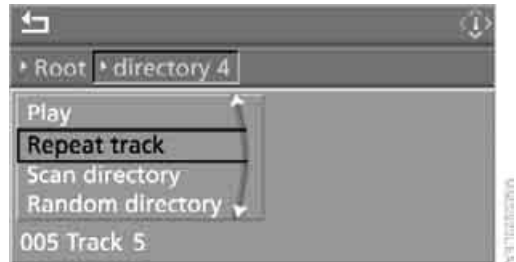 Root directory 4
Play
Repeat track
Scan directory
Random directory
005 Track 5